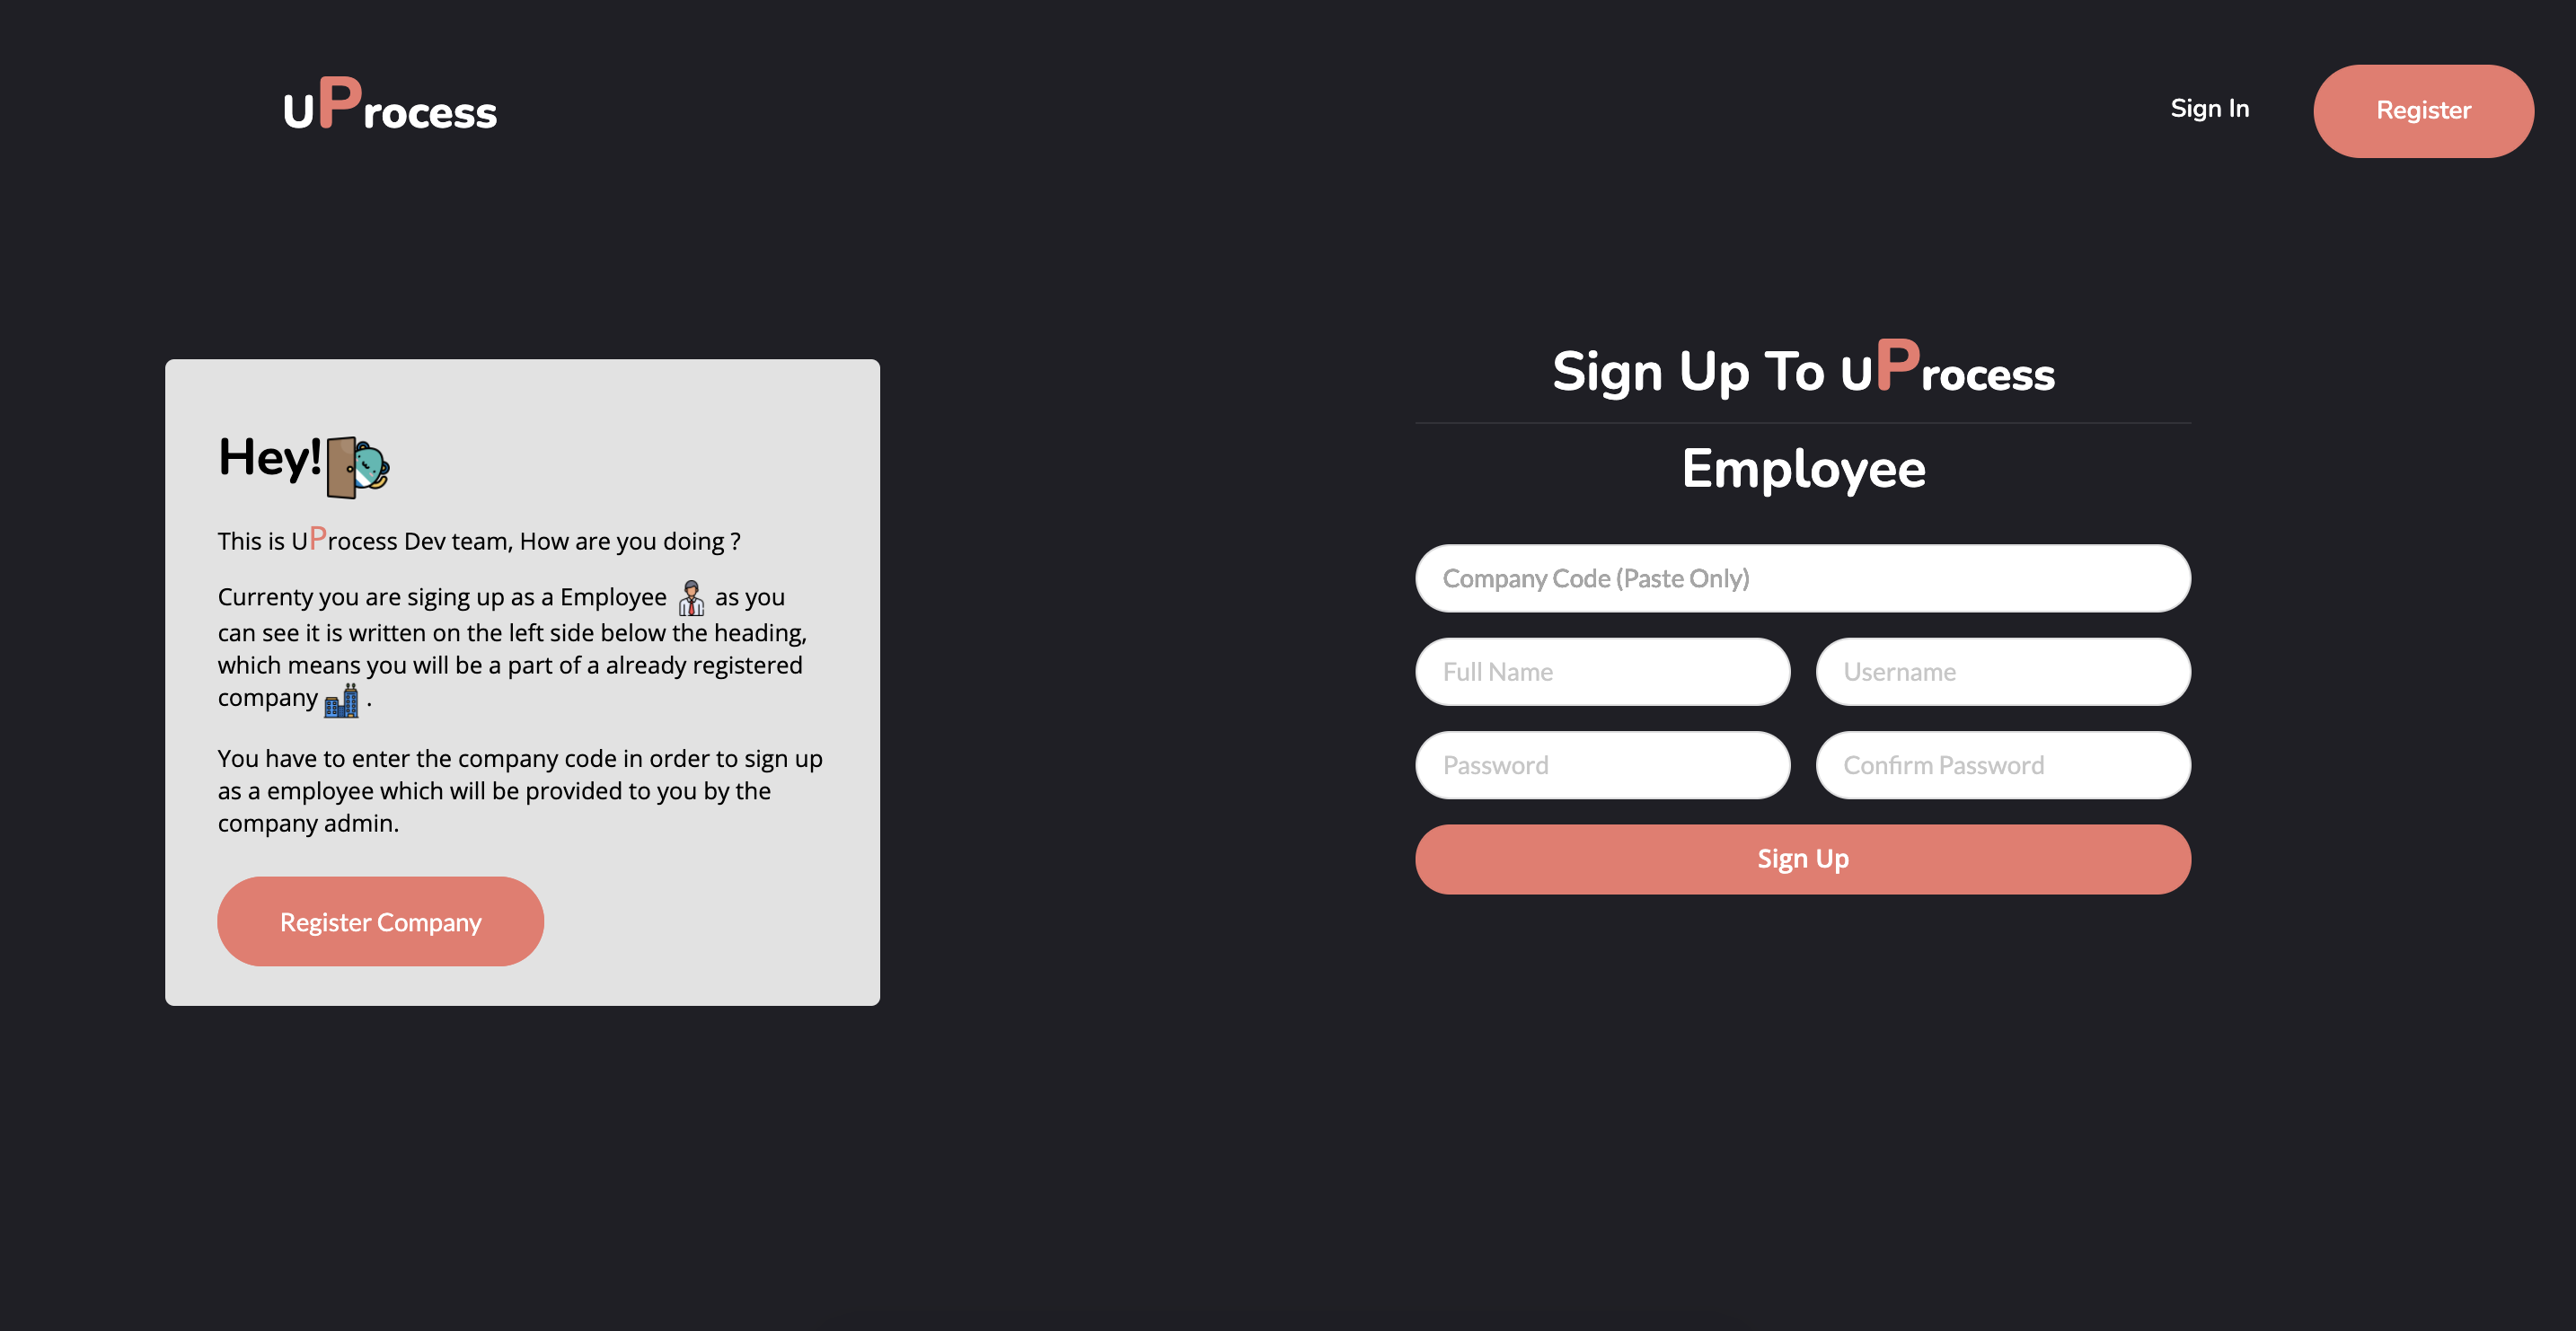 UProcess
Sign In
Register
Hey!
This is UProcess Dev team, How are you doing ?
Currenty you are siging up as a Employee as you
can see it is written on the left side below the heading,
which means you will be a part of a already registered
company .
You have to enter the company code in order to sign up
as a employee which will be provided to you by the
company admin.
Register Company
Sign Up To UProcess
Employee
Company Code (Paste Only)
Full Name
Username
Password
Confirm Password
Sign Up